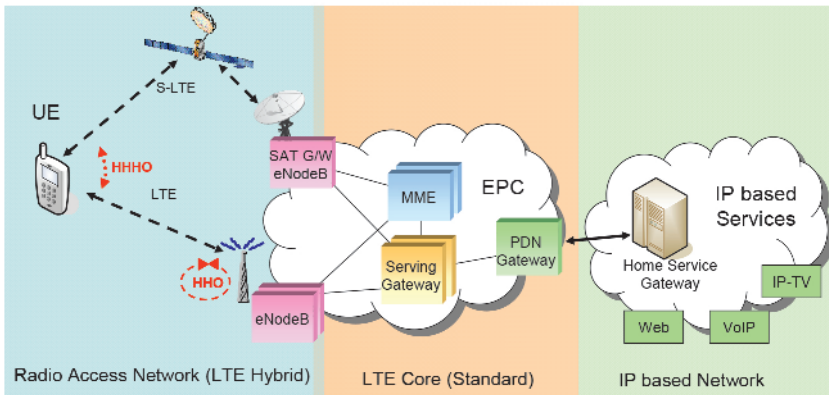 UE
S-LTE
HHHO
LTE
HHO
SAT G/W
eNodeB
eNodeB
MME
EPC
Serving
Gateway
PDN
Gateway
IP based
Services
Home Service
Gateway
IP-TV
Web
VoIP
Radio Access Network (LTE Hybrid)
LTE Core (Standard)
IP based Network